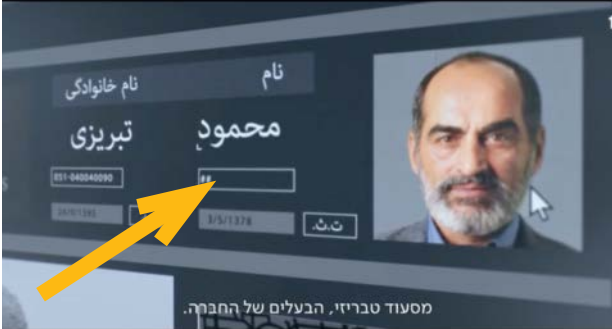 نام
نام خانوادگی
محمود
تبریزی
##
051-040040090
ت.ث.
3/5/1378
מסעוד טבריזי, הבעלים של החברה.